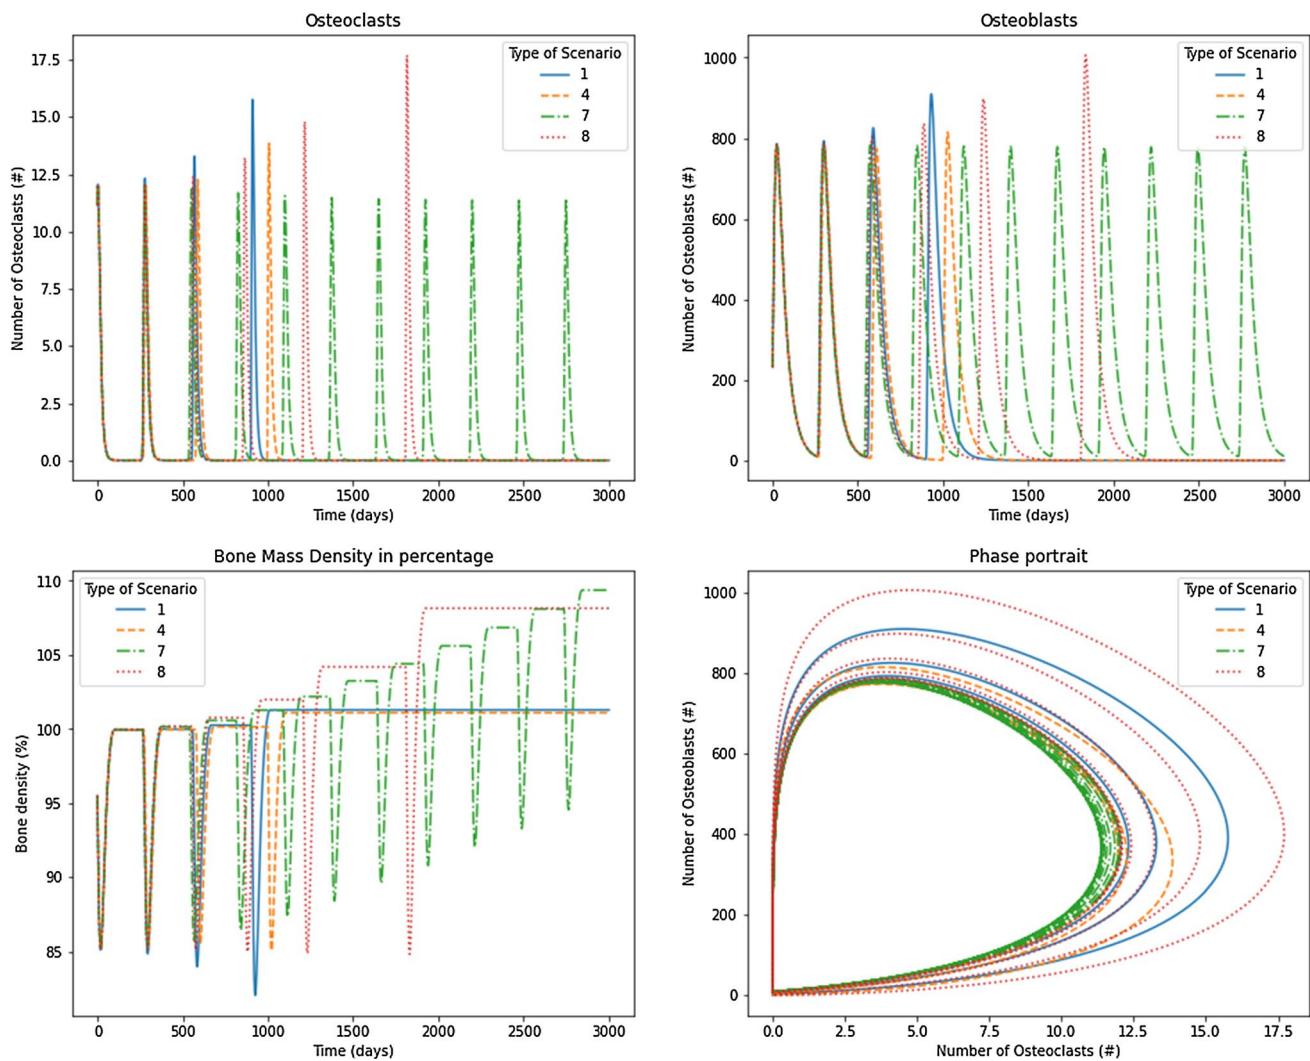 Osteoclasts
Number of Osteoclasts (#)
17.5
15.0
12.5
10.0
7.5
5.0
2.5
0.0
Type of Scenario
1
4
7
8
0 500 1000 1500 2000 2500 3000
Time (days)
Osteoblasts
Number of Osteoblasts (#)
1000
800
600
400
200
0
Type of Scenario
1
4
7
8
0 500 1000 1500 2000 2500 3000
Time (days)
Bone Mass Density in percentage
Bone density (%)
110
105
100
95
90
85
Type of Scenario
1
4
7
8
0 500 1000 1500 2000 2500 3000
Time (days)
Phase portrait
Number of Osteoblasts (#)
1000
800
600
400
200
0
Type of Scenario
1
4
7
8
0.0 2.5 5.0 7.5 10.0 12.5 15.0 17.5
Number of Osteoclasts (#)